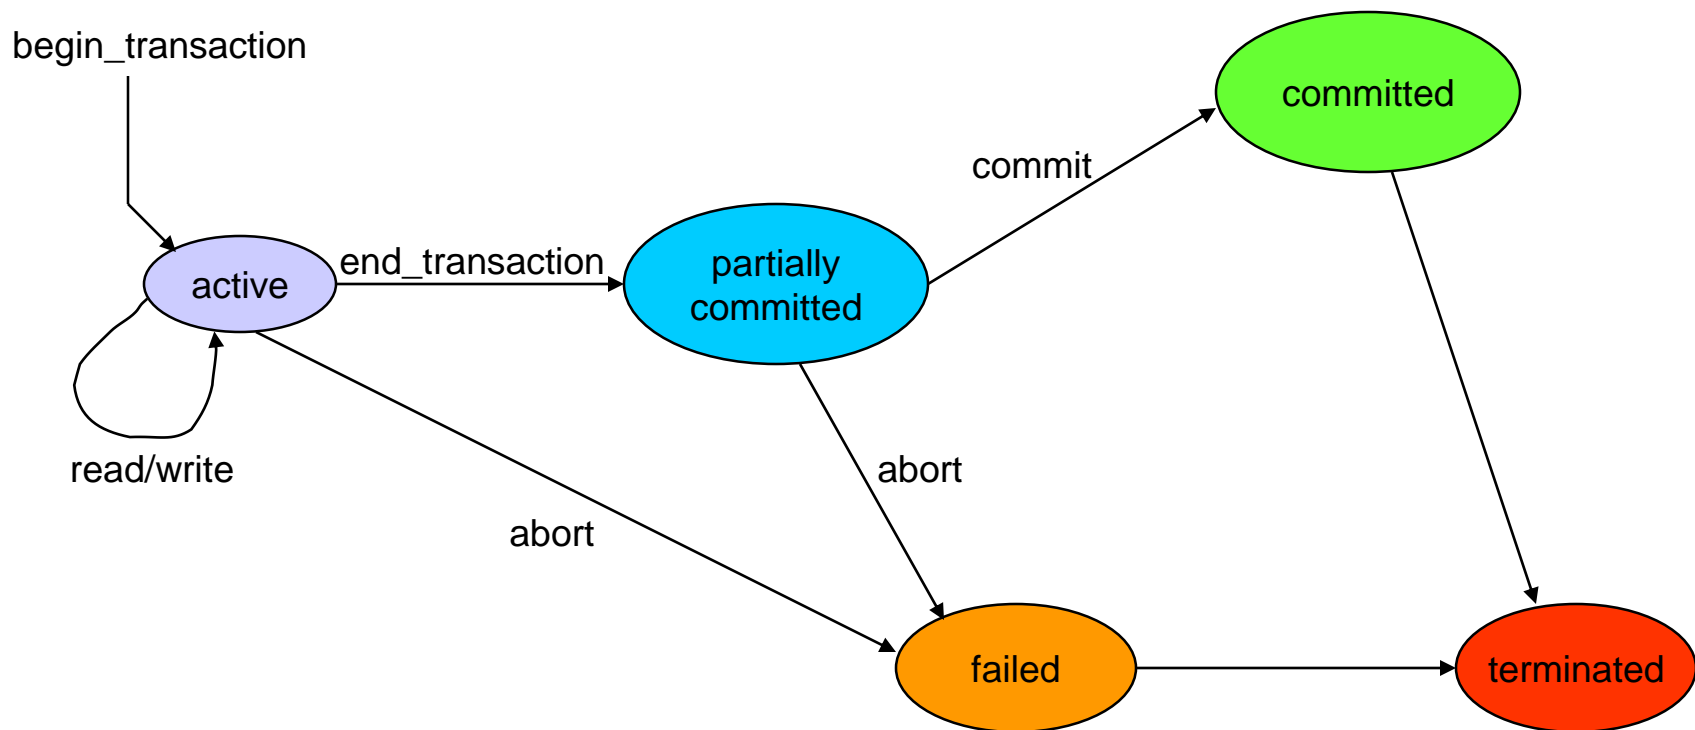 begin_transaction
committed
commit
active
end_transaction
partially
committed
read/write
abort
abort
failed
terminated